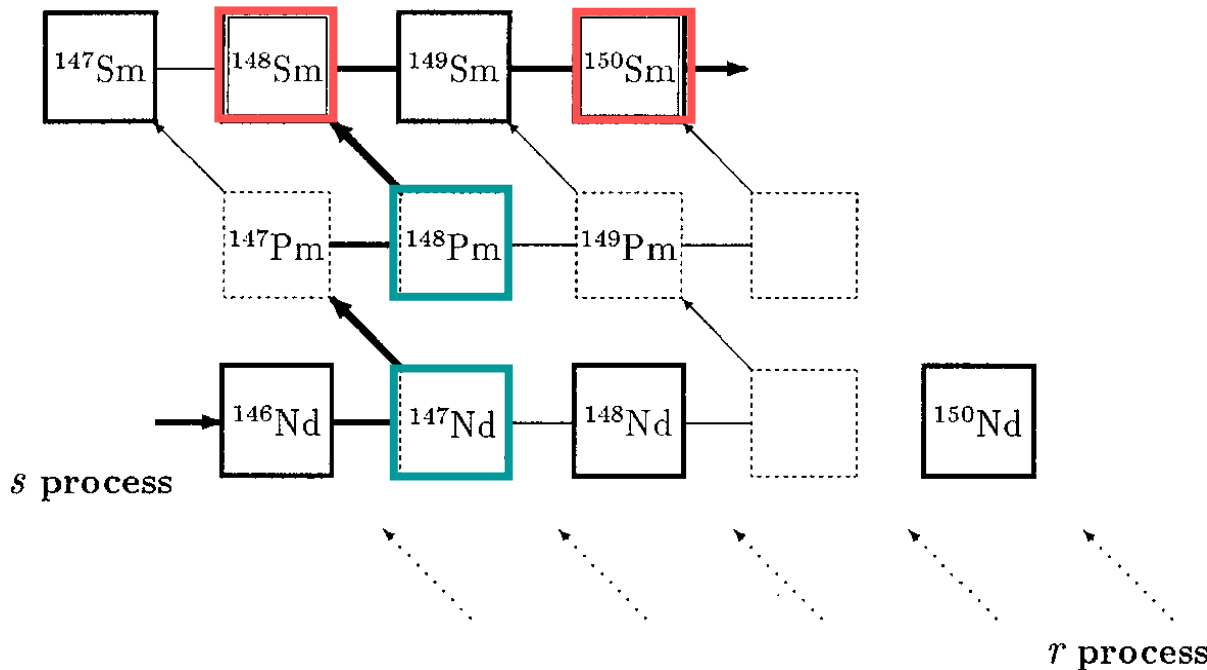 ¹⁴⁷Sm ¹⁴⁸Sm ¹⁴⁹Sm ¹⁵⁰Sm
¹⁴⁷Pm ¹⁴⁸Pm ¹⁴⁹Pm
¹⁴⁶Nd ¹⁴⁷Nd ¹⁴⁸Nd ¹⁵⁰Nd
s process
r process